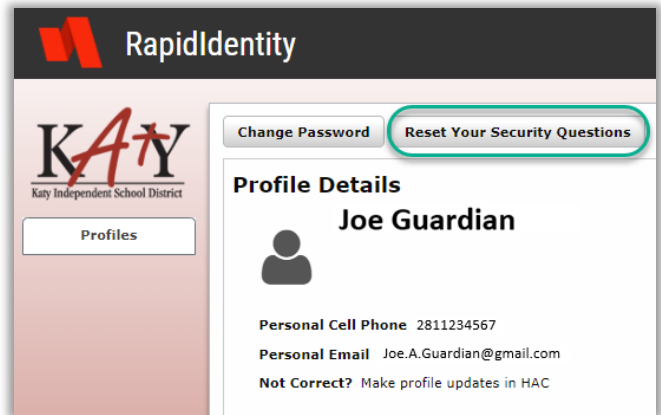 RapidIdentity
KATY
Katy Independent School District
Profiles
Change Password
Reset Your Security Questions
Profile Details
Joe Guardian
Personal Cell Phone 2811234567
Personal Email Joe.A.Guardian@gmail.com
Not Correct? Make profile updates in HAC